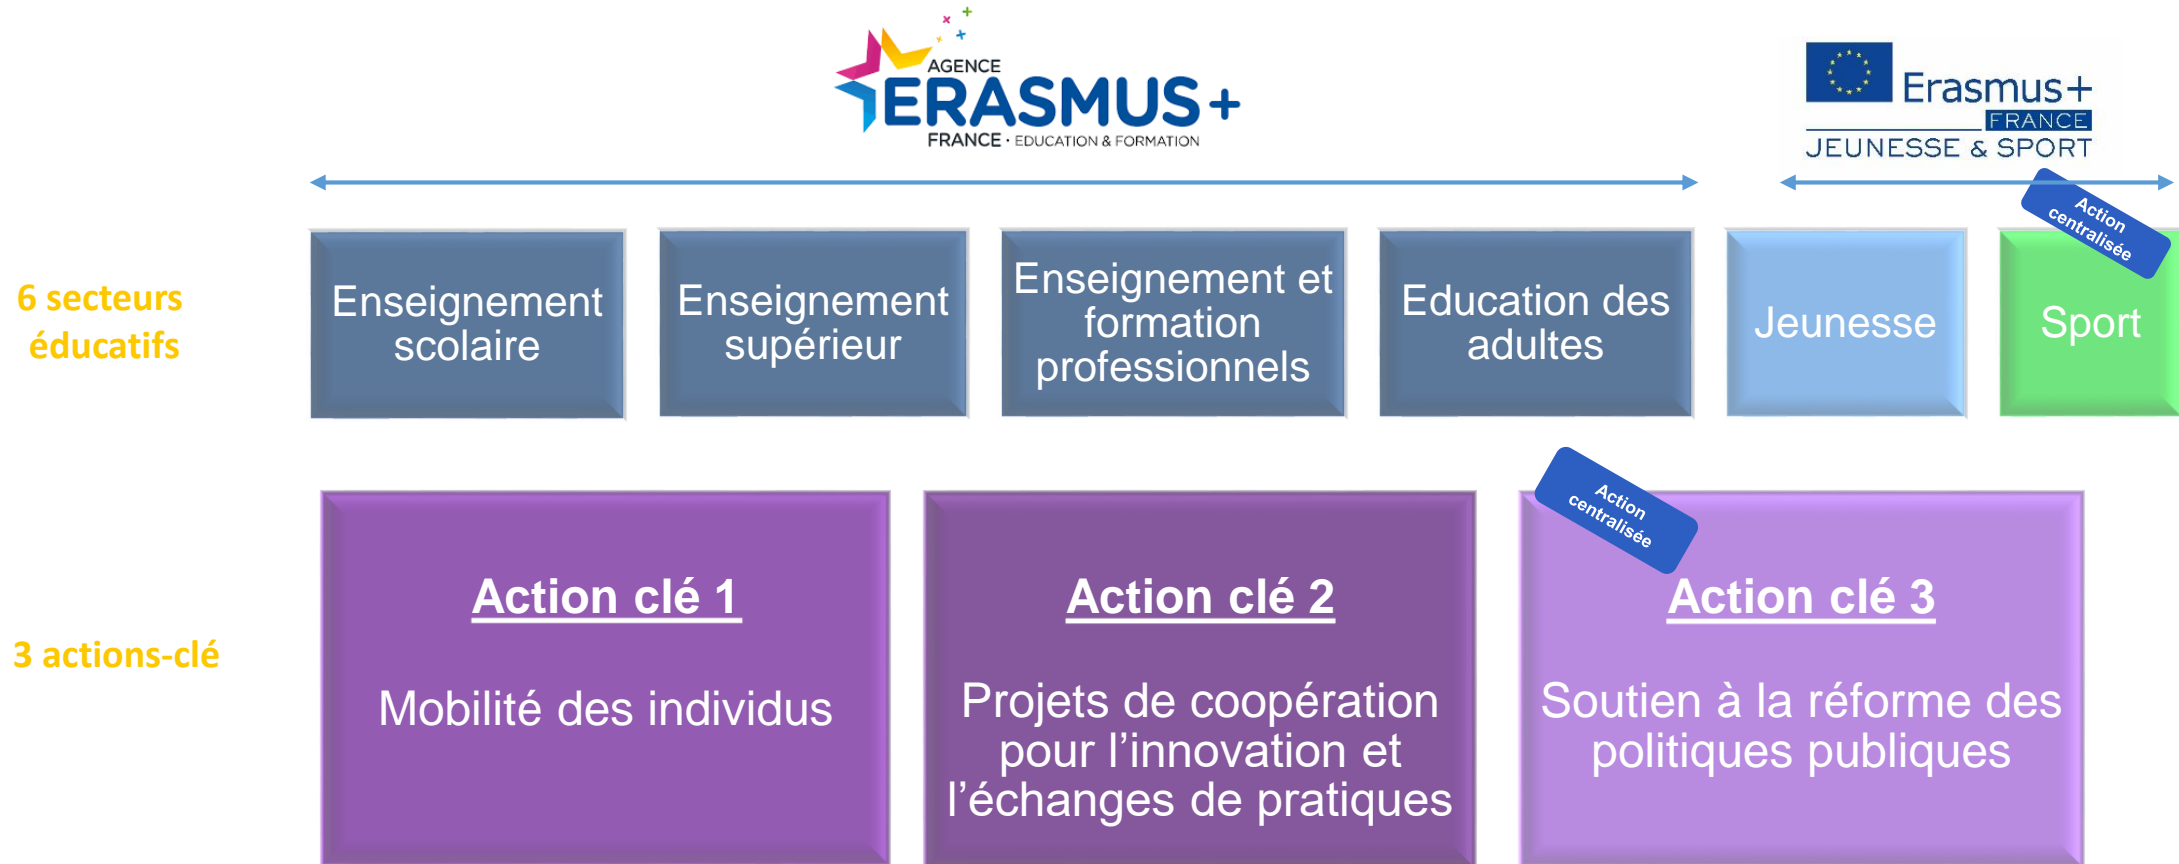 AGENCE
ERASMUS +
FRANCE • EDUCATION & FORMATION
Erasmus+
FRANCE
JEUNESSE & SPORT
6 secteurs
éducatifs
Enseignement
scolaire
Enseignement
supérieur
Enseignement et
formation
professionnels
Education des
adultes
Jeunesse
Action
centralisée
Sport
3 actions-clé
Action clé 1
Mobilité des individus
Action clé 2
Projets de coopération
pour l’innovation et
l’échanges de pratiques
Action
centralisée
Action clé 3
Soutien à la réforme des
politiques publiques